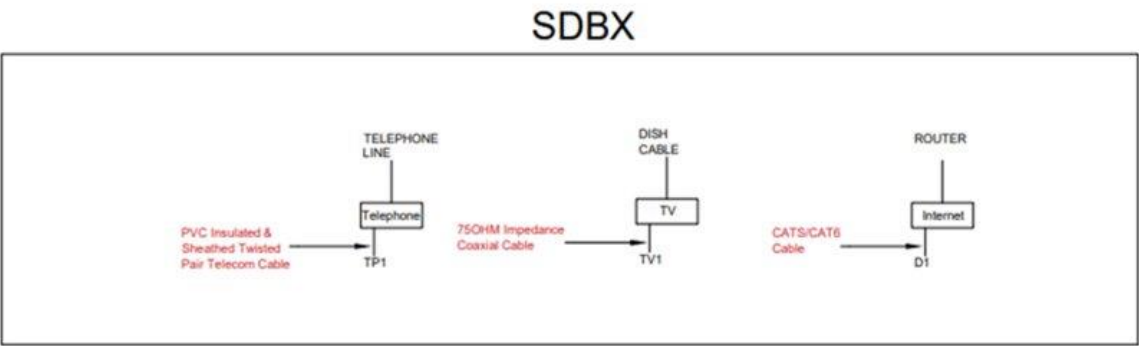 SDBX
TELEPHONE
LINE
Telephone
PVC Insulated &
Sheathed Twisted
Pair Telecom Cable
TP1
DISH
CABLE
TV
75OHM Impedance
Coaxial Cable
TV1
ROUTER
Internet
CATS/CAT6
Cable
D1